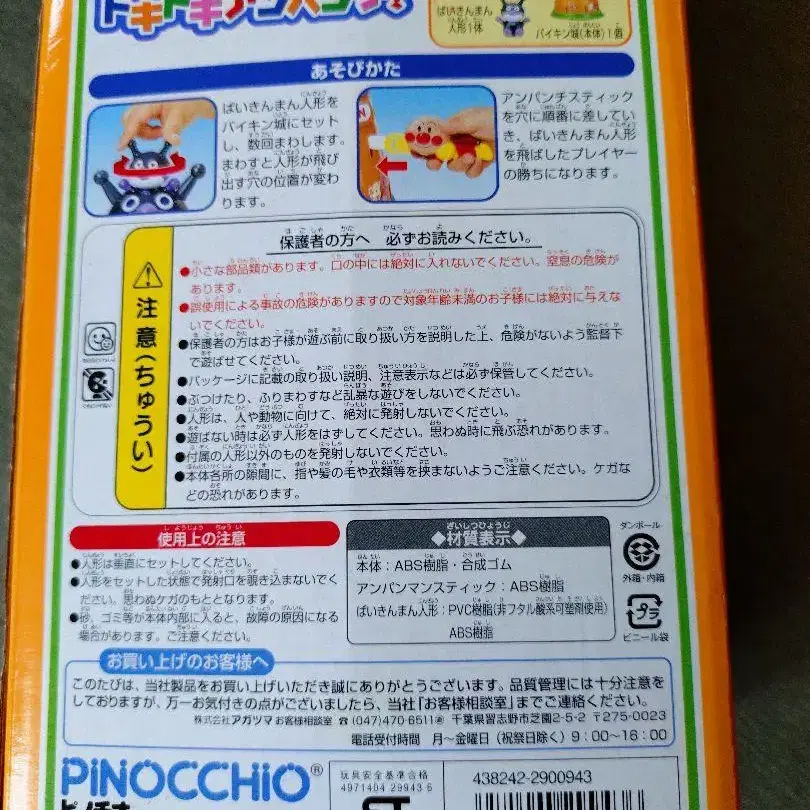 ドキドキアンパンチ!
ばいきんまん
人形1体
バイキン城(本体)1個
あそびかた
ばいきんまん人形を
バイキン城にセット
し、数回まわします。
まわすと人形が飛び
出す穴の位置が変わ
ります。
アンパンチスティック
を穴に順番に差してい
き、ばいきんまん人形
を飛ばしたプレイヤー
の勝ちになります。
保護者の方へ 必ずお読みください。
注意(ちゅうい)
●小さな部品類があります。口の中には絶対に入れないでください。窒息の危険が
あります。
●誤使用による事故の危険がありますので対象年齢未満のお子様には絶対に与えな
いでください。
●保護者の方はお子様が遊ぶ前に取り扱い方を説明した上、危険がないよう監督下
で遊ばせてください。
●パッケージに記載の取り扱い説明、注意表示などは必ず保管してください。
●ぶつけたり、ふりまわすなど乱暴な遊びをしないでください。
●人形は、人や動物に向けて、絶対に発射しないでください。
●遊ばない時は必ず人形をはずしてください。思わぬ時に飛ぶ恐れがあります。
●付属の人形以外のものを発射しないでください。
●本体各所の隙間に、指や髪の毛や衣類等を挟まないようご注意ください。ケガな
どの恐れがあります。
使用上の注意
●人形は垂直にセットしてください。
●人形をセットした状態で発射口を覗き込まないでく
ださい。思わぬケガのもととなります。
●砂、ゴミ等が本体内部に入ると、故障の原因になる
場合があります。ご注意ください。
◆材質表示◆
本体:ABS樹脂・合成ゴム
アンパンマンスティック:ABS樹脂
ばいきんまん人形:PVC樹脂(非フタル酸系可塑剤使用)
ABS樹脂
ダンボール
外箱・内箱
プラ
ビニール袋
お買い上げのお客様へ
このたびは、当社製品をお買い上げいただき誠にありがとうございます。品質管理には十分注意を
しておりますが、万一お気付きの点がございましたら、当社「お客様相談室」までご連絡ください。
株式会社アガツマお客様相談室 ☎(047)470-6511㈹ 千葉県習志野市芝園2-5-2 〒275-0023
電話受付時間 月～金曜日(祝祭日除く)9:00～16:00
PiNOCCHiO®
ピノチオ
玩具安全基準合格
4971404 29943 6
ST
438242-2900943